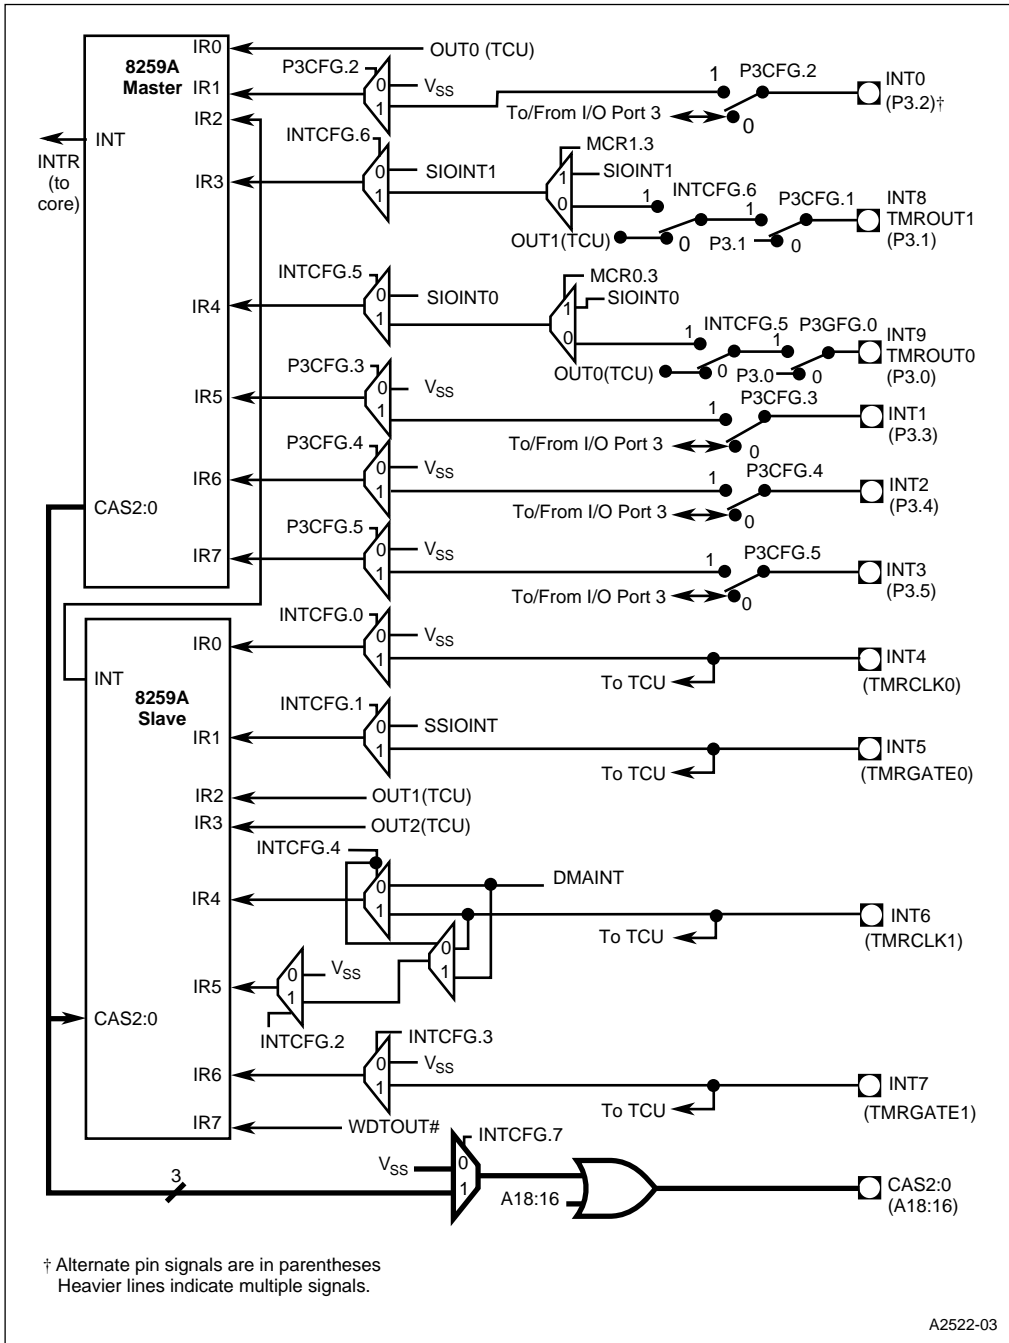 IR0 OUT0 (TCU)
8259A
Master
P3CFG.2
IR1 0 VSS
1
1 P3CFG.2 INT0
(P3.2)†
To/From I/O Port 3 0
IR2
INT
INTR
(to
core)
INTCFG.6
IR3 0 SIOINT1
1
MCR1.3
1 SIOINT1
0
INTCFG.6
1
P3CFG.1
1
INT8
TMROUT1
(P3.1)
OUT1(TCU) 0 P3.1 0
INTCFG.5
IR4 0 SIOINT0
1
MCR0.3
1 SIOINT0
0
INTCFG.5
1
P3GFG.0
1
INT9
TMROUT0
(P3.0)
OUT0(TCU) 0 P3.0 0
P3CFG.3
IR5 0 VSS
1
P3CFG.3
1 INT1
(P3.3)
To/From I/O Port 3 0
P3CFG.4
IR6 0 VSS
1
P3CFG.4
1 INT2
(P3.4)
To/From I/O Port 3 0
CAS2:0
P3CFG.5
IR7 0 VSS
1
P3CFG.5
1 INT3
(P3.5)
To/From I/O Port 3 0
INTCFG.0
IR0 0 VSS
1
INT4
(TMRCLK0)
To TCU
INT
8259A
Slave
INTCFG.1
IR1 0 SSIOINT
1
INT5
(TMRGATE0)
To TCU
IR2 OUT1(TCU)
IR3 OUT2(TCU)
INTCFG.4
IR4 0 DMAINT
1
INT6
(TMRCLK1)
To TCU
0
1
IR5 0 VSS
1
INTCFG.2
CAS2:0
INTCFG.3
IR6 0 VSS
1
INT7
(TMRGATE1)
To TCU
IR7 WDTOUT#
INTCFG.7
VSS 0
3 1
A18:16
CAS2:0
(A18:16)
† Alternate pin signals are in parentheses
Heavier lines indicate multiple signals.
A2522-03